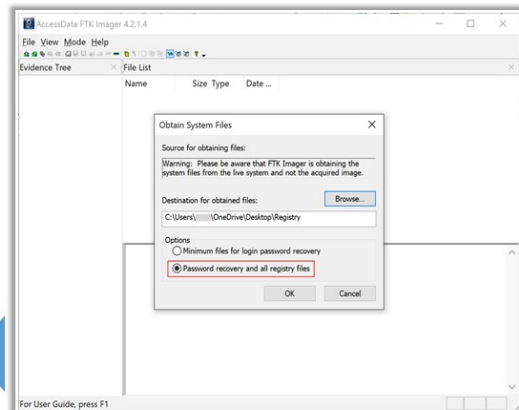 AccessData FTK Imager 4.2.1.4
File View Mode Help
Evidence Tree
File List
Name Size Type Date ...
Obtain System Files
Source for obtaining files:
Warning: Please be aware that FTK Imager is obtaining the
system files from the live system and not the acquired image.
Destination for obtained files:
Browse...
C:\Users\ \OneDrive\Desktop\Registry
Options
Minimum files for login password recovery
Password recovery and all registry files
OK Cancel
For User Guide, press F1